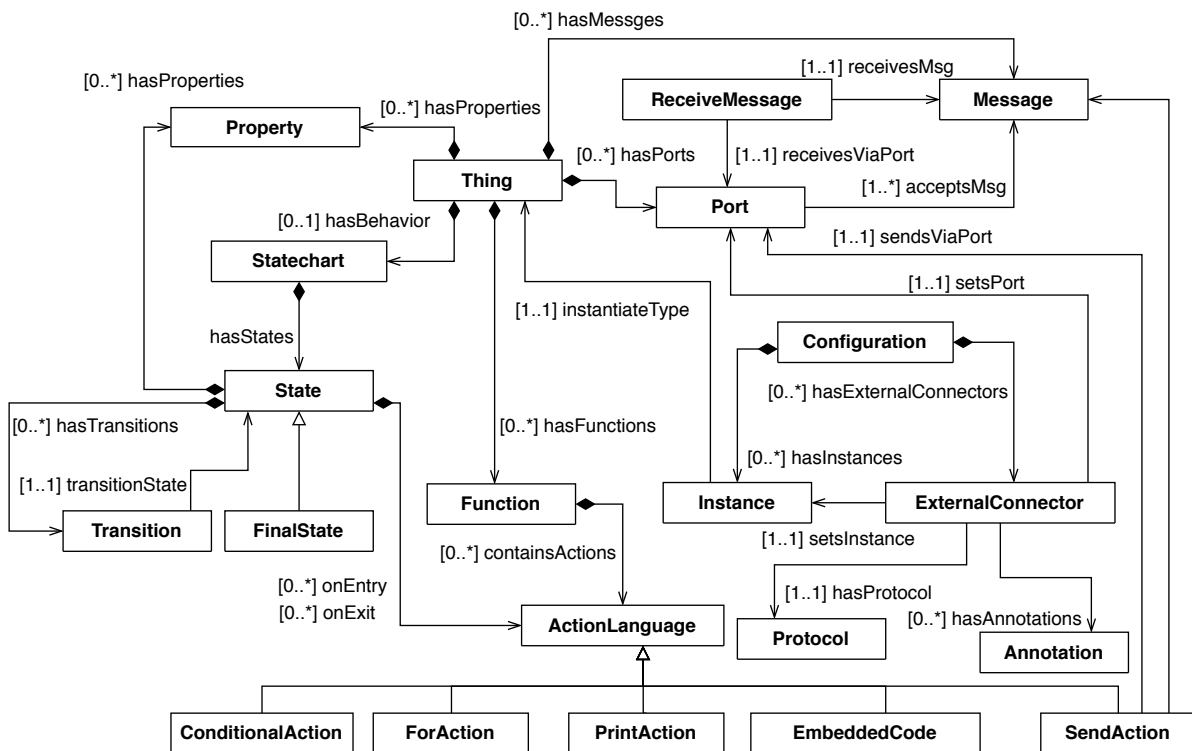 [0..*] hasMessges
[0..*] hasProperties
[1..1] receivesMsg
ReceiveMessage
Message
[0..*] hasProperties
Property
[0..*] hasPorts
[1..1] receivesViaPort
Thing
[1..*] acceptsMsg
Port
[0..1] hasBehavior
[1..1] sendsViaPort
Statechart
[1..1] setsPort
[1..1] instantiateType
hasStates
Configuration
State
[0..*] hasExternalConnectors
[0..*] hasTransitions
[0..*] hasFunctions
[0..*] hasInstances
[1..1] transitionState
Function
Instance
ExternalConnector
Transition
FinalState
[1..1] setsInstance
[0..*] containsActions
[0..*] onEntry
[1..1] hasProtocol
[0..*] onExit
[0..*] hasAnnotations
ActionLanguage
Protocol
Annotation
ConditionalAction
ForAction
PrintAction
EmbeddedCode
SendAction